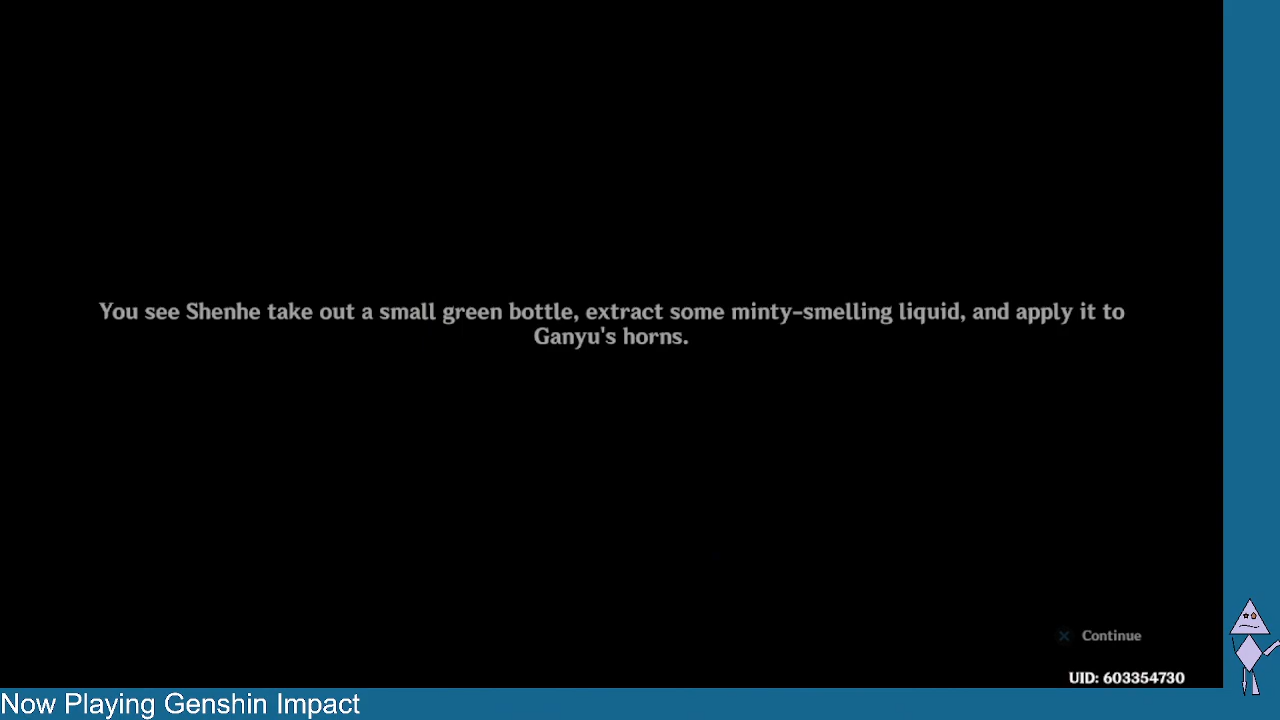 You see Shenhe take out a small green bottle, extract some minty-smelling liquid, and apply it to
Ganyu's horns.
Continue
UID: 603354730
Now Playing Genshin Impact